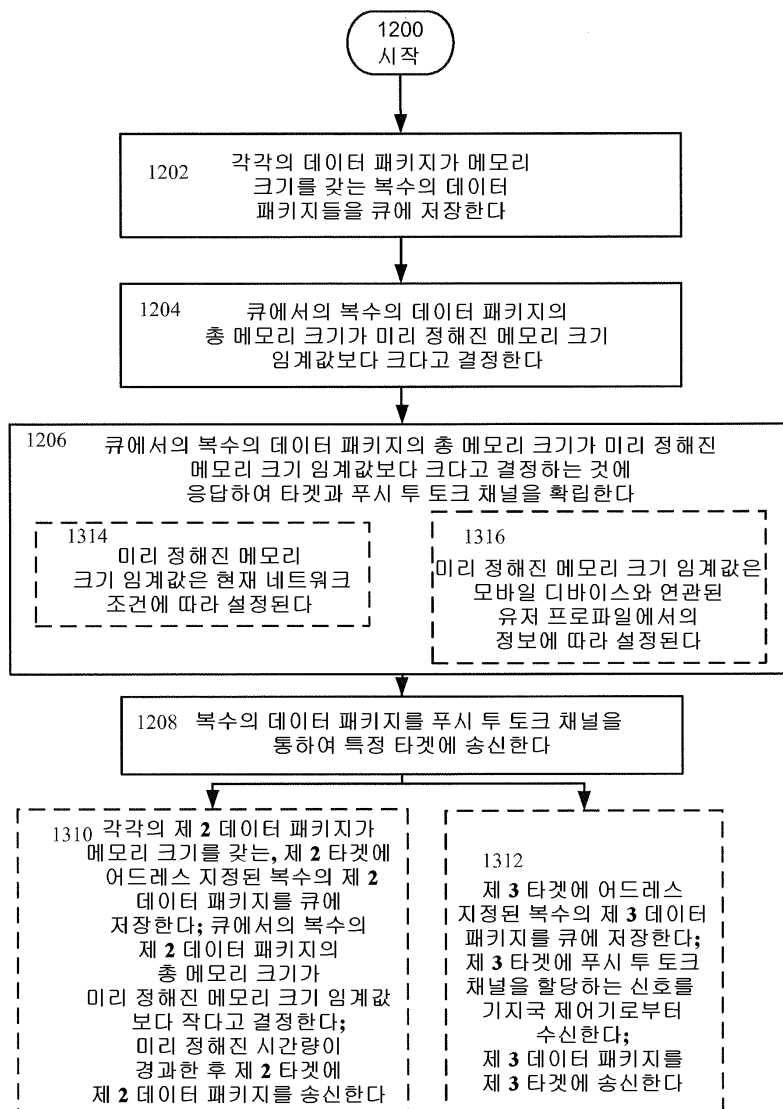 1200
시작
1202 각각의 데이터 패키지가 메모리
크기를 갖는 복수의 데이터
패키지들을 큐에 저장한다
1204 큐에서의 복수의 데이터 패키지의
총 메모리 크기가 미리 정해진 메모리 크기
임계값보다 크다고 결정한다
1206 큐에서의 복수의 데이터 패키지의 총 메모리 크기가 미리 정해진
메모리 크기 임계값보다 크다고 결정하는 것에
응답하여 타겟과 푸시 투 토크 채널을 확립한다
1314
미리 정해진 메모리
크기 임계값은 현재 네트워크
조건에 따라 설정된다
1316
미리 정해진 메모리 크기 임계값은
모바일 디바이스와 연관된
유저 프로파일에서의
정보에 따라 설정된다
1208 복수의 데이터 패키지를 푸시 투 토크 채널을
통하여 특정 타겟에 송신한다
1310 각각의 제 2 데이터 패키지가
메모리 크기를 갖는, 제 2 타겟에
어드레스 지정된 복수의 제 2
데이터 패키지를 큐에
저장한다; 큐에서의 복수의
제 2 데이터 패키지의
총 메모리 크기가
미리 정해진 메모리 크기 임계값
보다 작다고 결정한다;
미리 정해진 시간량이
경과한 후 제 2 타겟에
제 2 데이터 패키지를 송신한다
1312
제 3 타겟에 어드레스
지정된 복수의 제 3 데이터
패키지를 큐에 저장한다;
제 3 타겟에 푸시 투 토크
채널을 할당하는 신호를
기지국 제어기로부터
수신한다;
제 3 데이터 패키지를
제 3 타겟에 송신한다